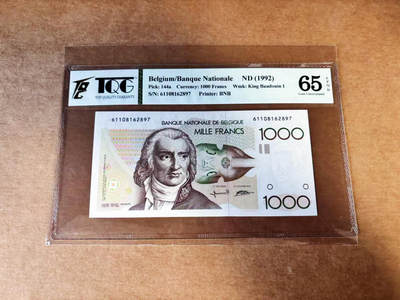 TQG
TOP QUALITY GUARANTY
Belgium/Banque Nationale ND (1992)
Pick: 144a Currency: 1000 Francs Wmk: King Baudouin I
S/N: 61108162897 Printer: BNB
65
61108162897
61108162897
BANQUE NATIONALE DE BELGIQUE
MILLE FRANCS
1000
1000